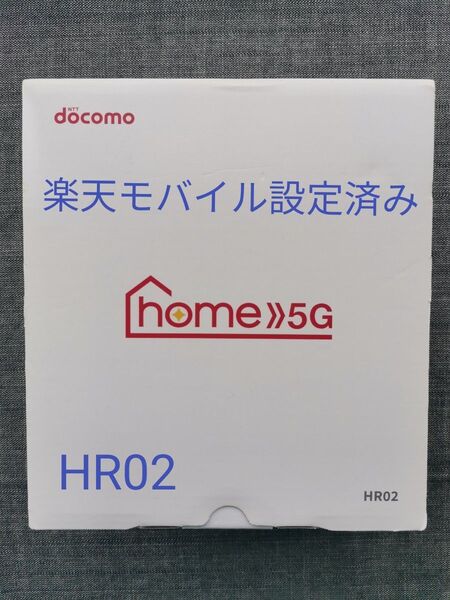 NTT
docomo
楽天モバイル設定済み
home»5G
HR02
HR02